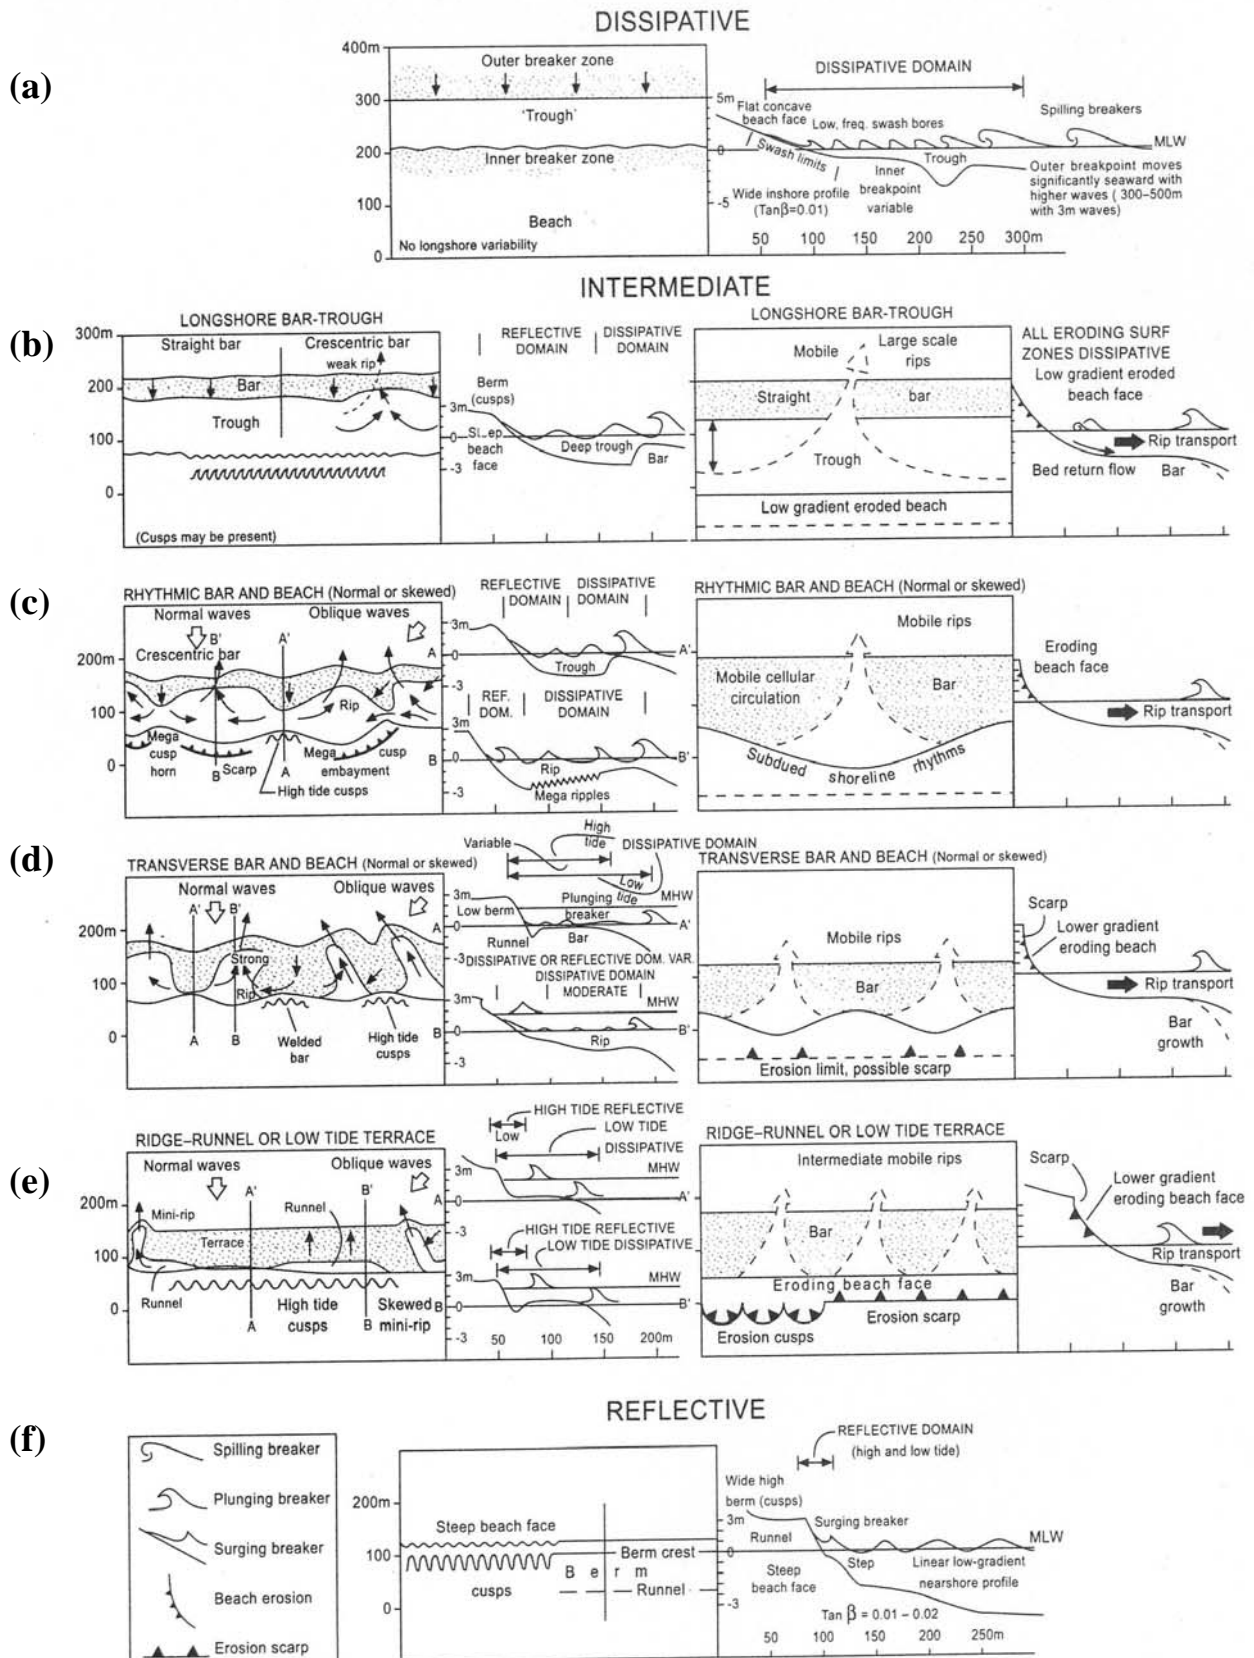 DISSIPATIVE
(a)
400m
300
200
100
0
Outer breaker zone
'Trough'
Inner breaker zone
Beach
No longshore variability
DISSIPATIVE DOMAIN
5m
0
-5
Flat concave
beach face
Low, freq. swash bores
Spilling breakers
MLW
Swash limits
Trough
Inner
breakpoint
variable
Wide inshore profile
(Tanβ=0.01)
Outer breakpoint moves
significantly seaward with
higher waves ( 300–500m
with 3m waves)
50 100 150 200 250 300m
INTERMEDIATE
(b)
LONGSHORE BAR-TROUGH
300m
200
100
0
Straight bar
Crescentric bar
weak rip
Bar
Trough
(Cusps may be present)
REFLECTIVE
DOMAIN
DISSIPATIVE
DOMAIN
Berm
(cusps)
3m
0
-3
Steep
beach
face
Deep trough
Bar
LONGSHORE BAR-TROUGH
Mobile
Large scale
rips
Straight
bar
Trough
Low gradient eroded beach
ALL ERODING SURF
ZONES DISSIPATIVE
Low gradient eroded
beach face
Rip transport
Bed return flow
Bar
(c)
RHYTHMIC BAR AND BEACH (Normal or skewed)
Normal waves
Oblique waves
200m
100
0
B'
A'
Crescentric bar
Rip
Mega
cusp
horn
B
Scarp
A
Mega
embayment
cusp
High tide cusps
REFLECTIVE
DOMAIN
DISSIPATIVE
DOMAIN
3m
A
0
-3
A'
Trough
REF.
DOM.
DISSIPATIVE
DOMAIN
3m
B
0
-3
B'
Rip
Mega ripples
RHYTHMIC BAR AND BEACH (Normal or skewed)
Mobile rips
Mobile cellular
circulation
Bar
Subdued shoreline rhythms
Eroding
beach face
Rip transport
(d)
TRANSVERSE BAR AND BEACH (Normal or skewed)
Normal waves
Oblique waves
200m
100
0
A'
B'
Strong
Rip
A
B
Welded
bar
High tide
cusps
Variable
High
tide
DISSIPATIVE DOMAIN
Low
tide
3m
Low berm
A
0
-3
Plunging
breaker
MHW
A'
Runnel
Bar
DISSIPATIVE OR REFLECTIVE DOM. VAR.
DISSIPATIVE DOMAIN
MODERATE
3m
B
0
-3
MHW
B'
Rip
TRANSVERSE BAR AND BEACH (Normal or skewed)
Mobile rips
Bar
Erosion limit, possible scarp
Scarp
Lower gradient
eroding beach
Rip transport
Bar
growth
(e)
RIDGE–RUNNEL OR LOW TIDE TERRACE
Normal waves
Oblique waves
200m
100
0
A'
B'
Mini-rip
Runnel
Terrace
Runnel
A
High tide
cusps
B
Skewed
mini-rip
HIGH TIDE REFLECTIVE
Low
LOW TIDE
DISSIPATIVE
3m
A
0
-3
MHW
A'
HIGH TIDE REFLECTIVE
LOW TIDE DISSIPATIVE
3m
B
0
-3
MHW
B'
50 100 150 200m
RIDGE–RUNNEL OR LOW TIDE TERRACE
Intermediate mobile rips
Bar
Eroding beach face
Erosion cusps
Erosion scarp
Scarp
Lower gradient
eroding beach face
Rip transport
Bar
growth
REFLECTIVE
(f)
Spilling breaker
Plunging breaker
Surging breaker
Beach erosion
Erosion scarp
200m
100
0
Steep beach face
Berm crest
Berm
cusps
Runnel
REFLECTIVE DOMAIN
(high and low tide)
Wide high
berm (cusps)
3m
0
-3
Runnel
Surging breaker
MLW
Step
Steep
beach face
Linear low-gradient
nearshore profile
Tan β = 0.01 – 0.02
50 100 150 200 250m